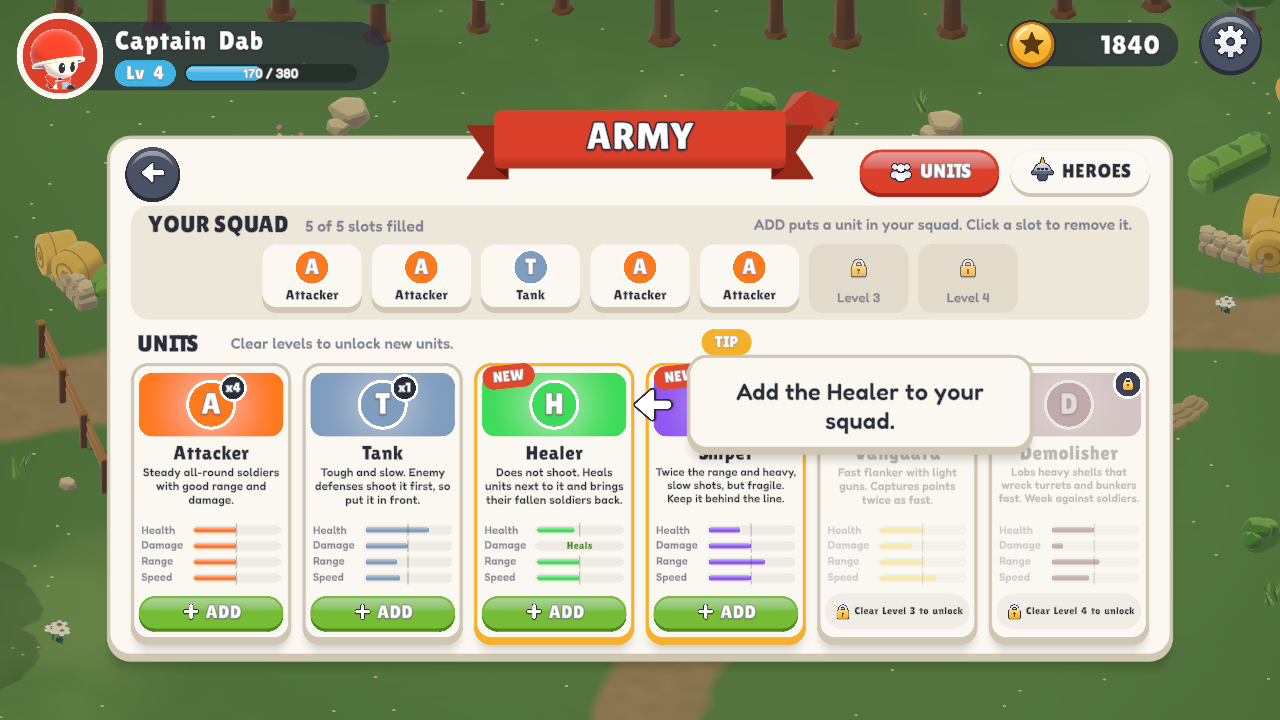 Captain Dab
Lv 4
170 / 380
1840
ARMY
UNITS
HEROES
YOUR SQUAD
5 of 5 slots filled
ADD puts a unit in your squad. Click a slot to remove it.
A
Attacker
A
Attacker
T
Tank
A
Attacker
A
Attacker
Level 3
Level 4
UNITS
Clear levels to unlock new units.
TIP
Add the Healer to your
squad.
A
x4
Attacker
Steady all-round soldiers
with good range and
damage.
Health
Damage
Range
Speed
+ ADD
T
x1
Tank
Tough and slow. Enemy
defenses shoot it first, so
put it in front.
Health
Damage
Range
Speed
+ ADD
NEW
H
Healer
Does not shoot. Heals
units next to it and brings
their fallen soldiers back.
Health
Damage
Heals
Range
Speed
+ ADD
NEW
Sniper
Twice the range and heavy,
slow shots, but fragile.
Keep it behind the line.
Health
Damage
Range
Speed
+ ADD
Vanguard
Fast flanker with light
guns. Captures points
twice as fast.
Health
Damage
Range
Speed
Clear Level 3 to unlock
D
Demolisher
Lobs heavy shells that
wreck turrets and bunkers
fast. Weak against soldiers.
Health
Damage
Range
Speed
Clear Level 4 to unlock